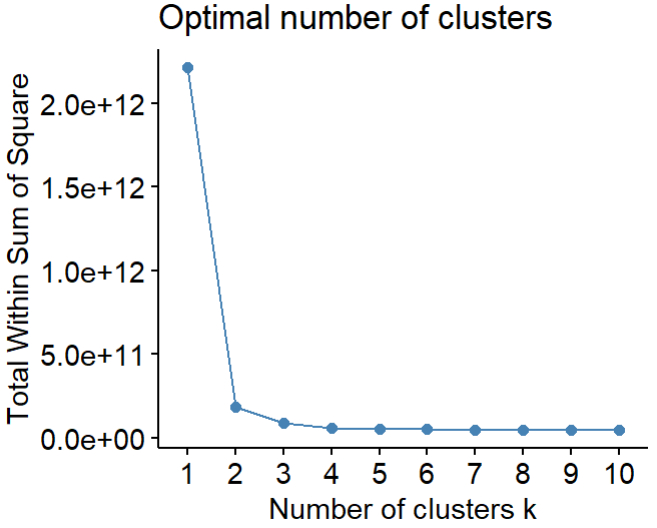 Optimal number of clusters
Total Within Sum of Square
2.0e+12
1.5e+12
1.0e+12
5.0e+11
0.0e+00
1 2 3 4 5 6 7 8 9 10
Number of clusters k